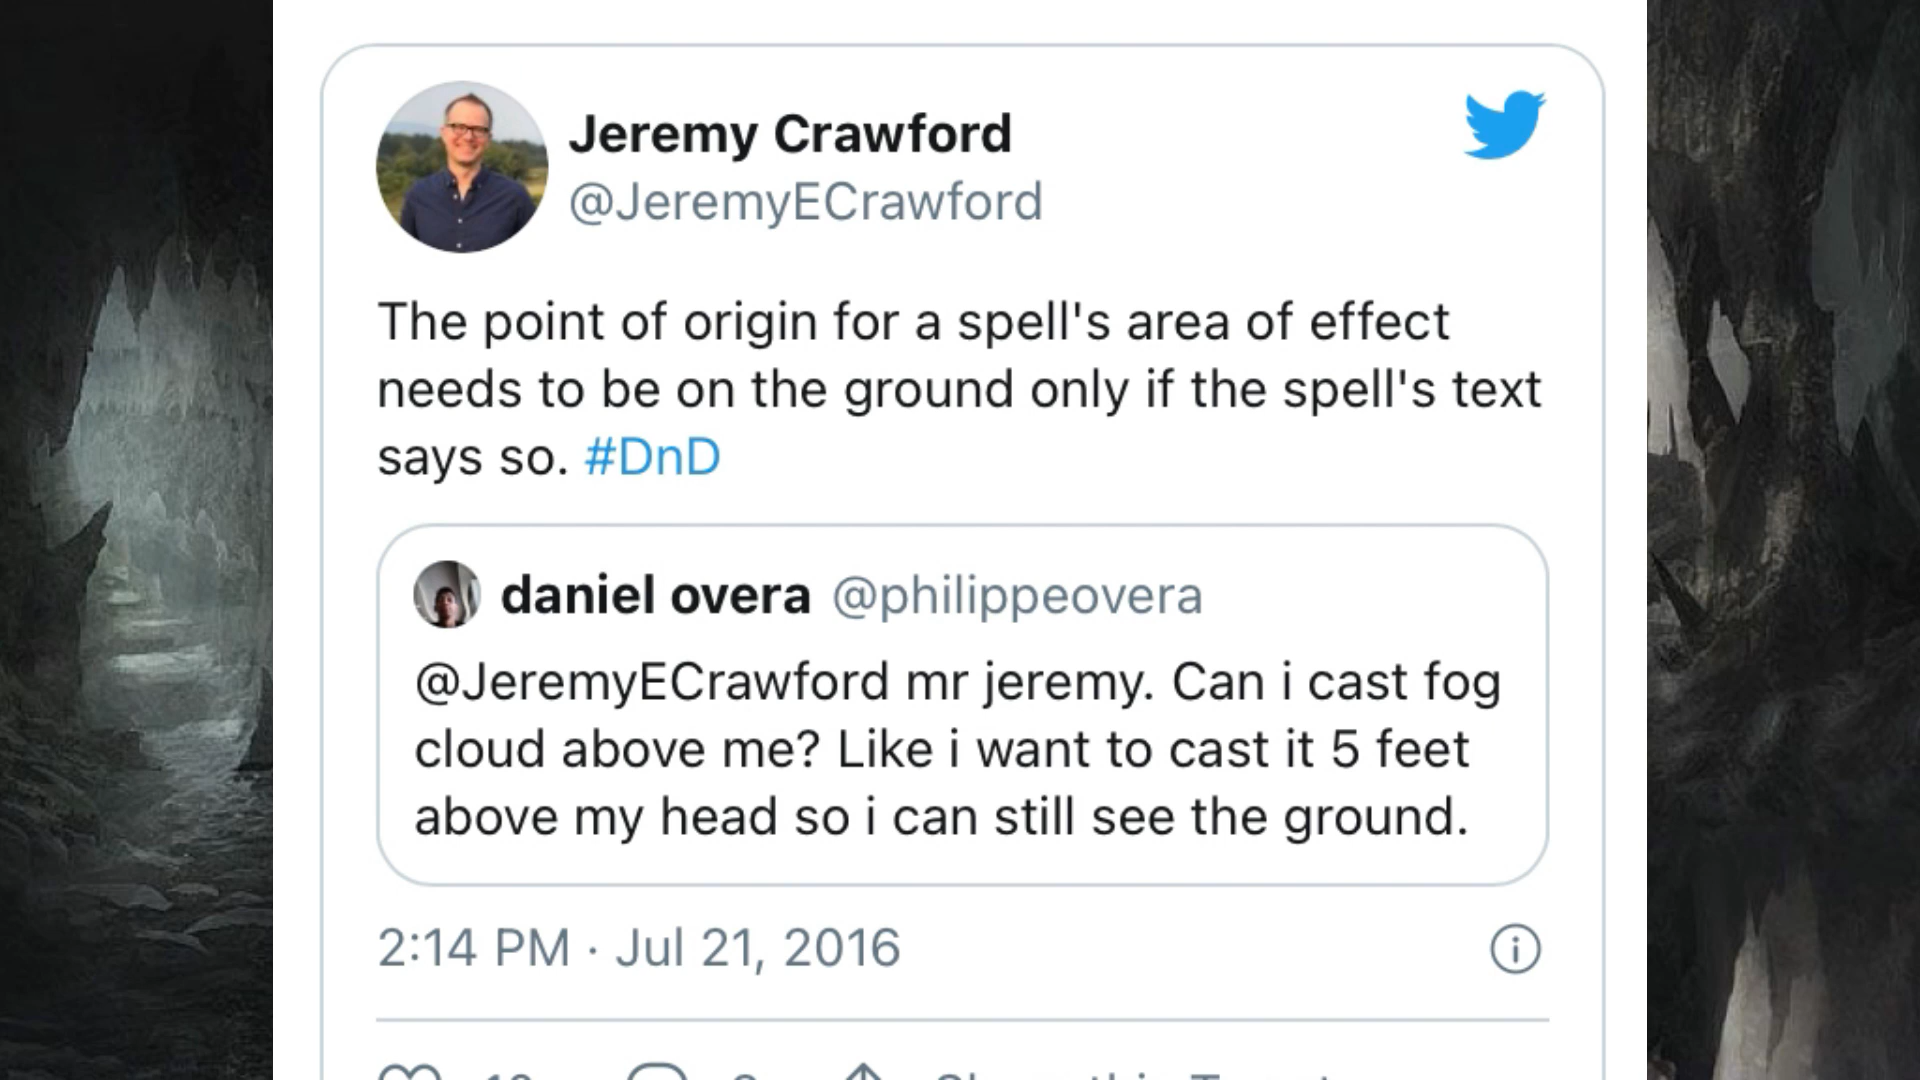 Jeremy Crawford
@JeremyECrawford
The point of origin for a spell's area of effect
needs to be on the ground only if the spell's text
says so. #DnD
daniel overa @philippeovera
@JeremyECrawford mr jeremy. Can i cast fog
cloud above me? Like i want to cast it 5 feet
above my head so i can still see the ground.
2:14 PM · Jul 21, 2016